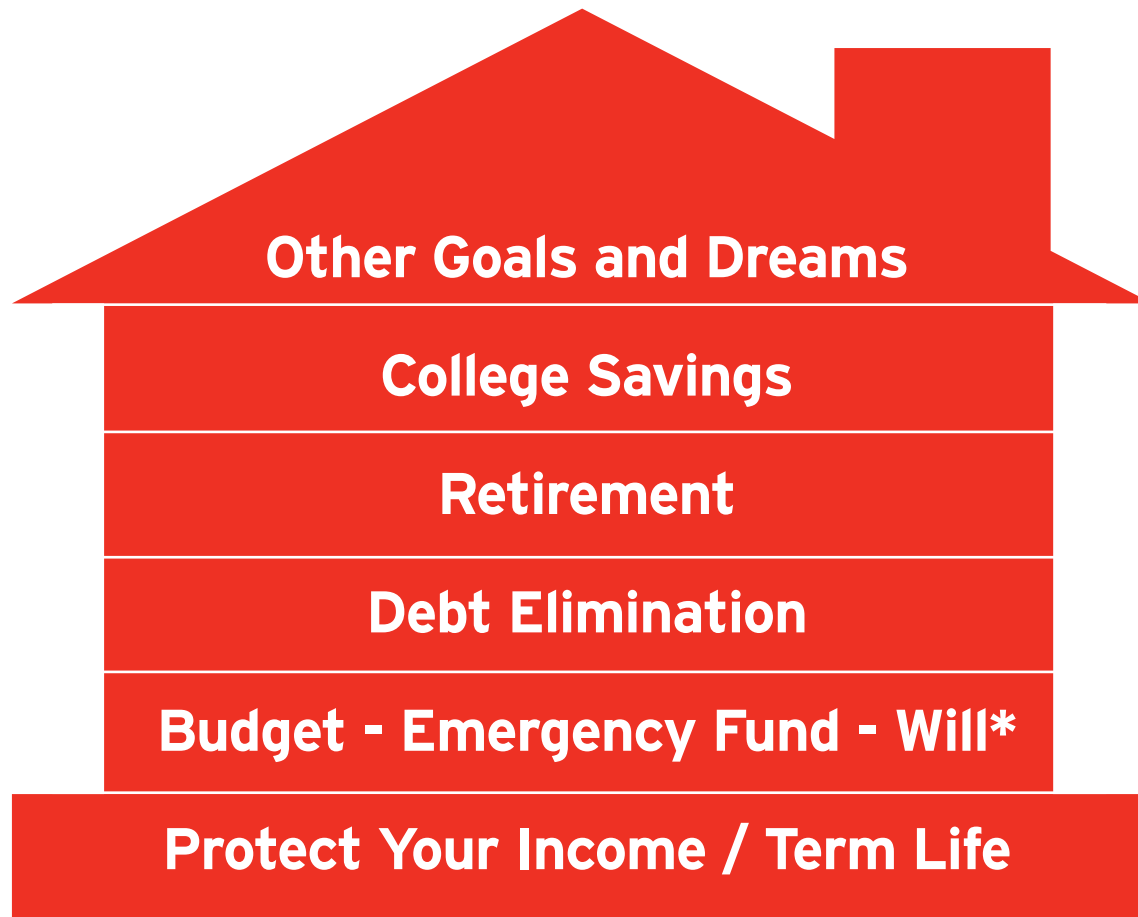 Other Goals and Dreams
College Savings
Retirement
Debt Elimination
Budget - Emergency Fund - Will*
Protect Your Income / Term Life